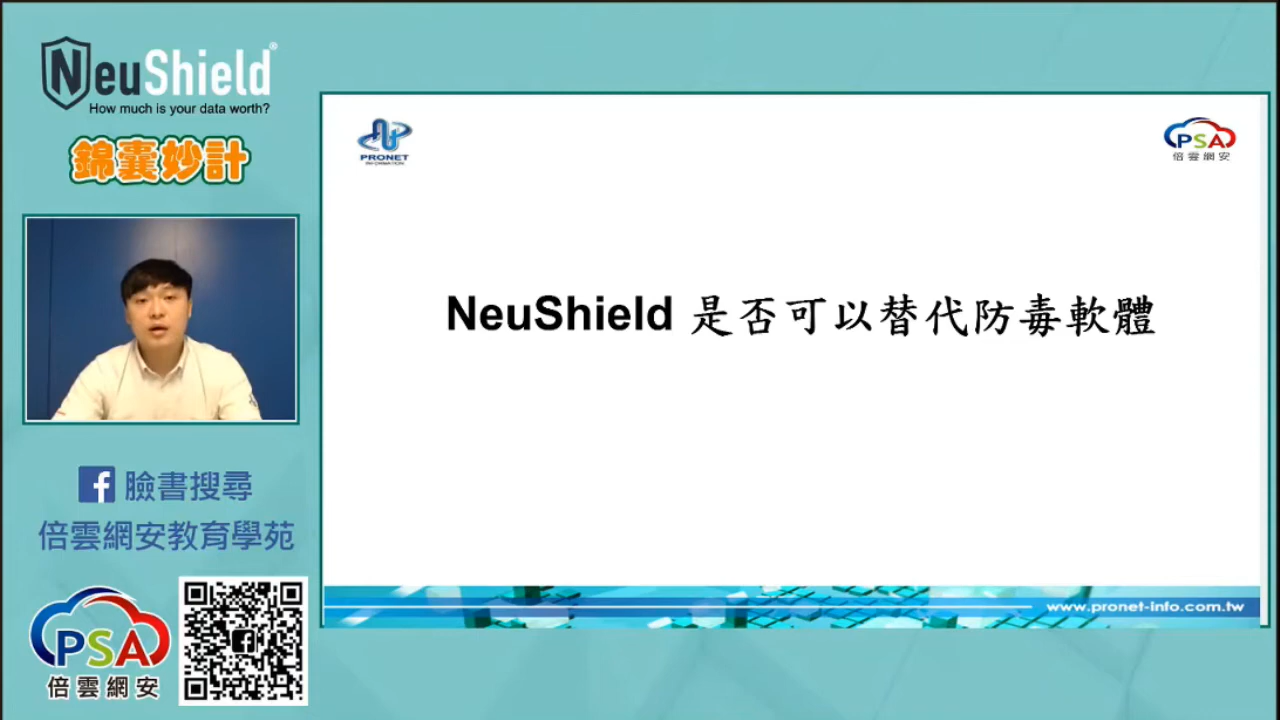 NeuShield®
How much is your data worth?
錦囊妙計
臉書搜尋
倍雲網安教育學苑
PSA
倍雲網安
PRONET
INFORMATION
PSA
倍雲網安
NeuShield 是否可以替代防毒軟體
www.pronet-info.com.tw